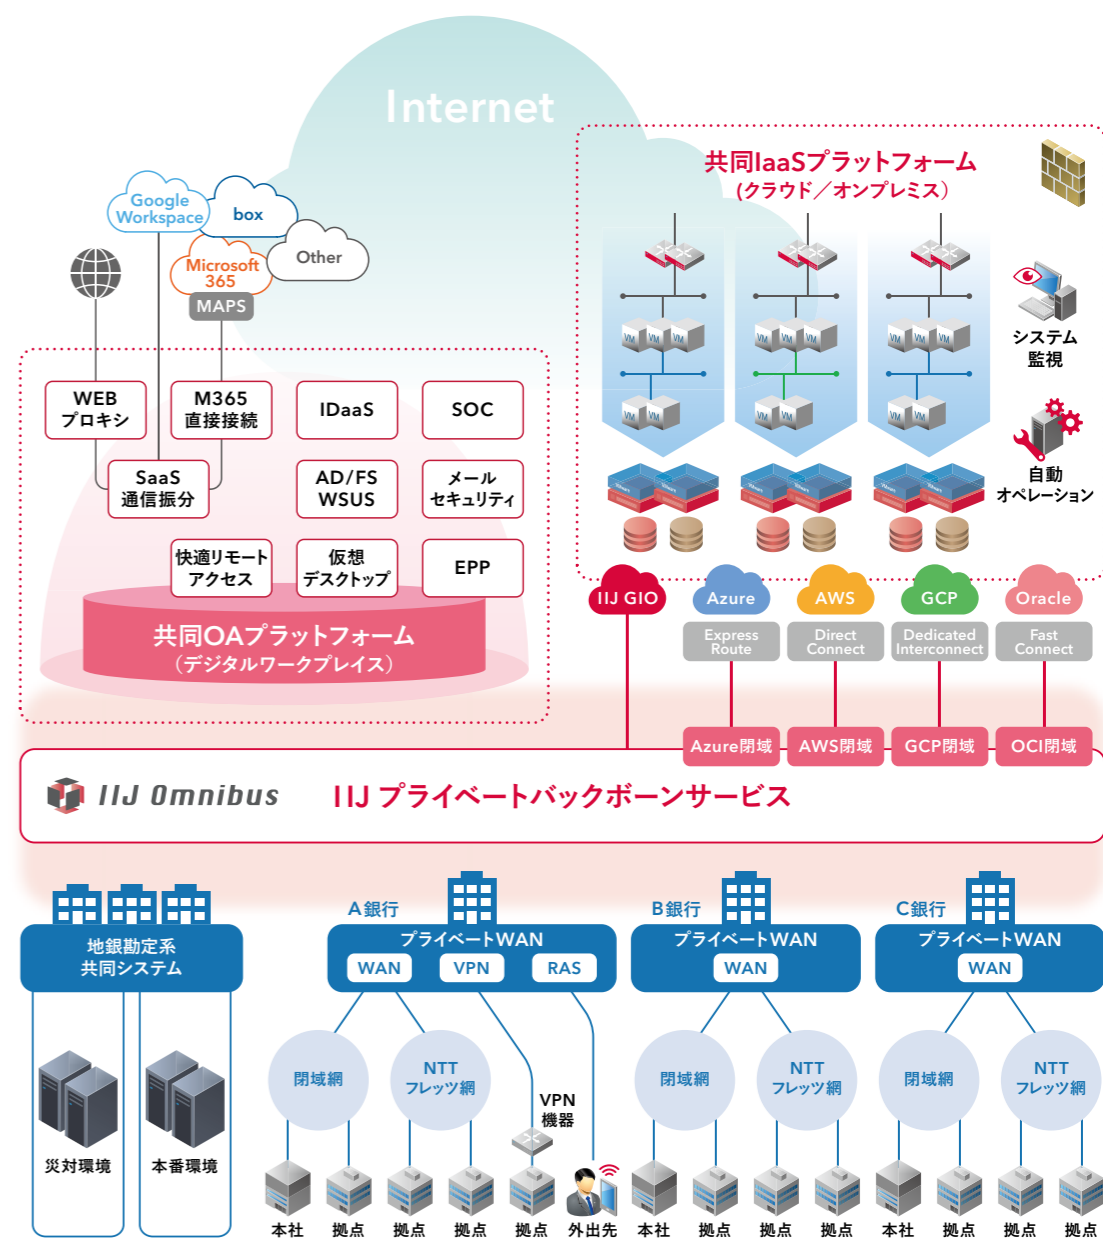 Internet
共同IaaSプラットフォーム
(クラウド／オンプレミス)
Google
Workspace
box
Microsoft
365
Other
MAPS
VM VM VM
VM VM VM
VM VM VM
VM VM
VM VM
VM VM
システム
監視
自動
オペレーション
WEB
プロキシ
M365
直接接続
IDaaS
SOC
SaaS
通信振分
AD/FS
WSUS
メール
セキュリティ
快適リモート
アクセス
仮想
デスクトップ
EPP
共同OAプラットフォーム
(デジタルワークプレイス)
IIJ GIO
Azure
AWS
GCP
Oracle
Express
Route
Direct
Connect
Dedicated
Interconnect
Fast
Connect
Azure閉域
AWS閉域
GCP閉域
OCI閉域
IIJ Omnibus
IIJ プライベートバックボーンサービス
地銀勘定系
共同システム
災対環境
本番環境
A銀行
プライベートWAN
WAN
VPN
RAS
閉域網
NTT
フレッツ網
VPN
機器
本社
拠点
拠点
拠点
拠点
外出先
B銀行
プライベートWAN
WAN
閉域網
NTT
フレッツ網
本社
拠点
拠点
拠点
C銀行
プライベートWAN
WAN
閉域網
NTT
フレッツ網
本社
拠点
拠点
拠点